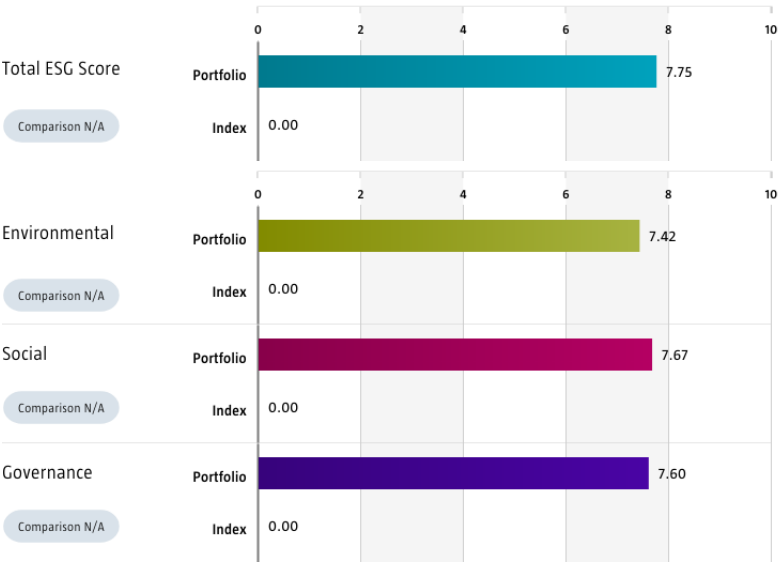 0 2 4 6 8 10
Total ESG Score
Portfolio 7.75
Comparison N/A
Index 0.00
0 2 4 6 8 10
Environmental
Portfolio 7.42
Comparison N/A
Index 0.00
Social
Portfolio 7.67
Comparison N/A
Index 0.00
Governance
Portfolio 7.60
Comparison N/A
Index 0.00